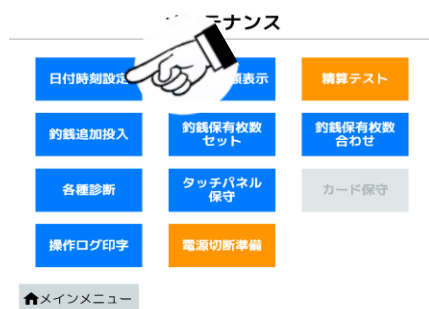 テナンス
日付時刻設定
表示
精算テスト
釣銭追加投入
釣銭保有枚数
セット
釣銭保有枚数
合わせ
各種診断
タッチパネル
保守
カード保守
操作ログ印字
電源切断準備
メインメニュー